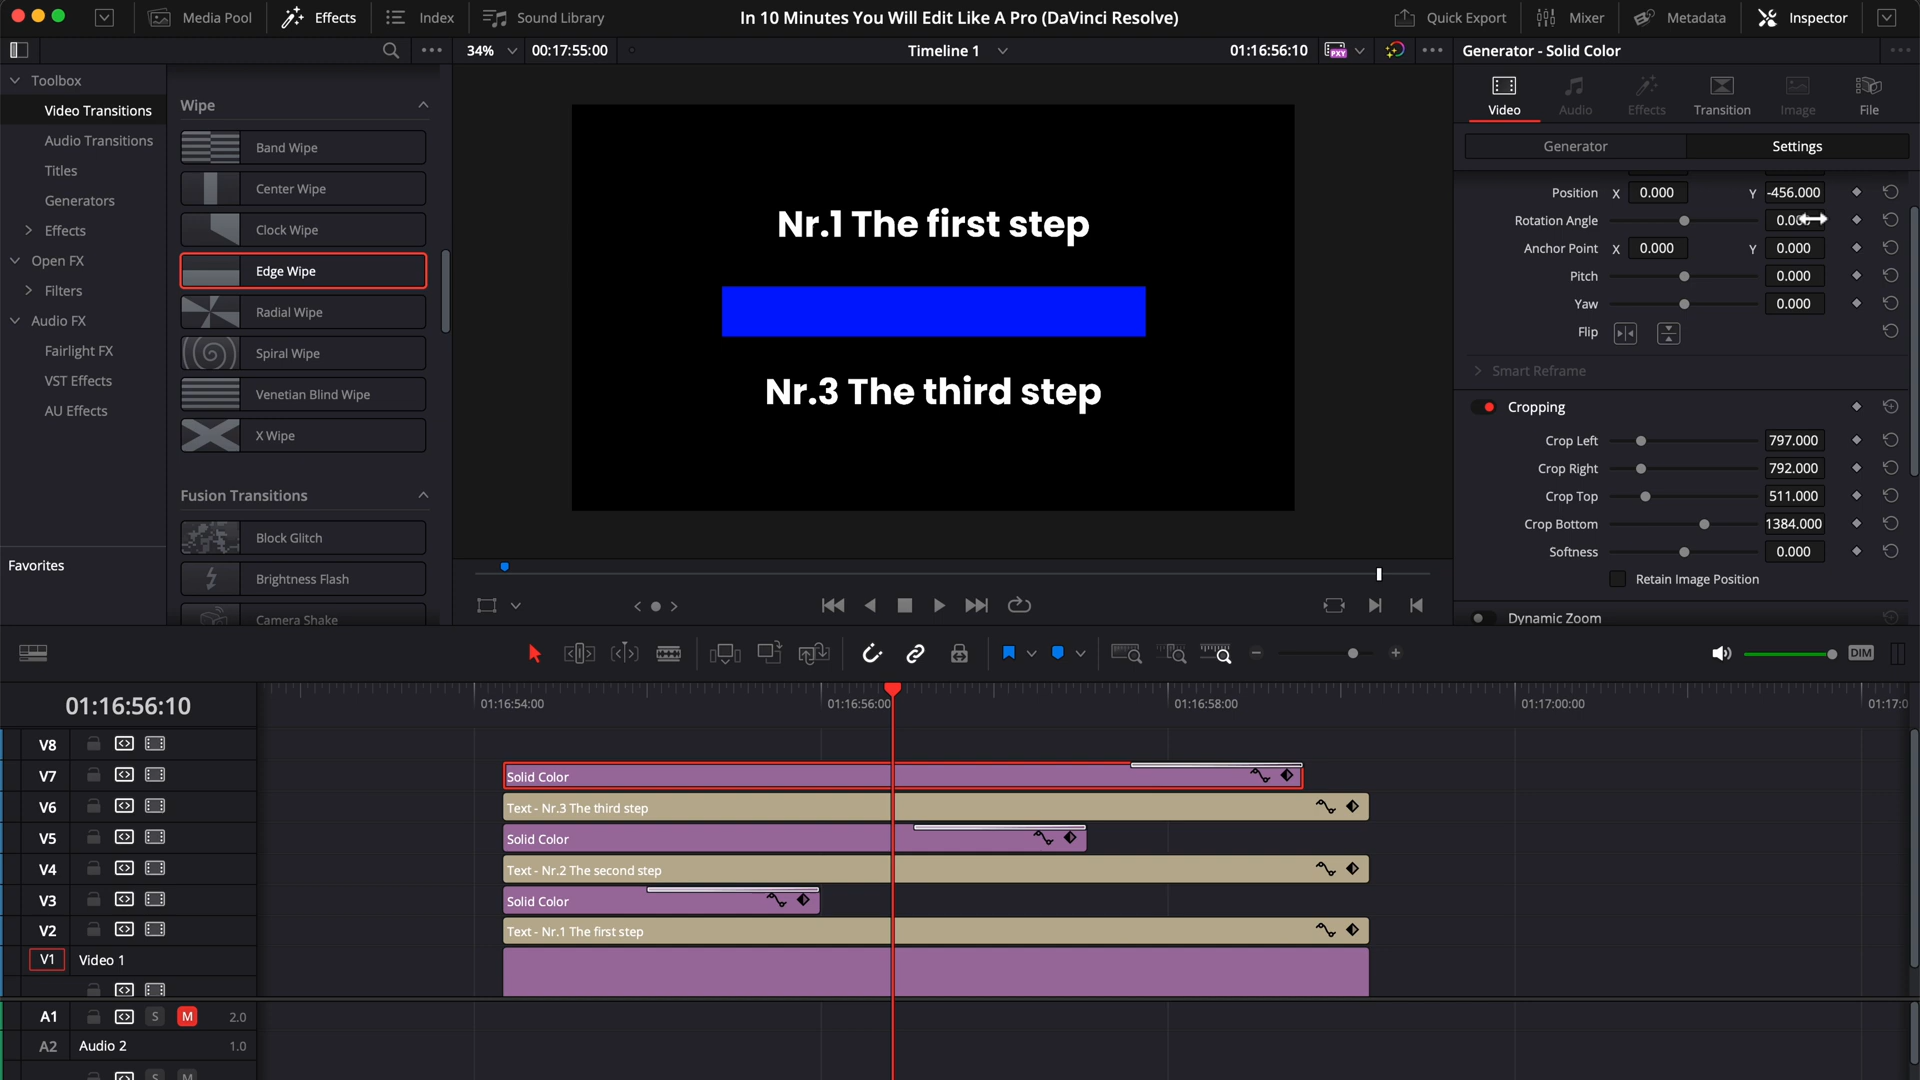 Media Pool
Effects
Index
Sound Library
In 10 Minutes You Will Edit Like A Pro (DaVinci Resolve)
Quick Export
Mixer
Metadata
Inspector
34%
00:17:55:00
Timeline 1
01:16:56:10
PXY
Generator - Solid Color
Toolbox
Video Transitions
Audio Transitions
Titles
Generators
Effects
Open FX
Filters
Audio FX
Fairlight FX
VST Effects
AU Effects
Favorites
Wipe
Band Wipe
Center Wipe
Clock Wipe
Edge Wipe
Radial Wipe
Spiral Wipe
Venetian Blind Wipe
X Wipe
Fusion Transitions
Block Glitch
Brightness Flash
Camera Shake
Nr.1 The first step
Nr.3 The third step
Video
Audio
Effects
Transition
Image
File
Generator
Settings
Position X 0.000 Y -456.000
Rotation Angle
Anchor Point X 0.000 Y 0.000
Pitch 0.000
Yaw 0.000
Flip
Smart Reframe
Cropping
Crop Left 797.000
Crop Right 792.000
Crop Top 511.000
Crop Bottom 1384.000
Softness 0.000
Retain Image Position
Dynamic Zoom
DIM
01:16:56:10
01:16:54:00
01:16:56:00
01:16:58:00
01:17:00:00
01:17:0
V8
V7
Solid Color
V6
Text - Nr.3 The third step
V5
Solid Color
V4
Text - Nr.2 The second step
V3
Solid Color
V2
Text - Nr.1 The first step
V1 Video 1
A1 S M 2.0
A2 Audio 2 1.0
S M